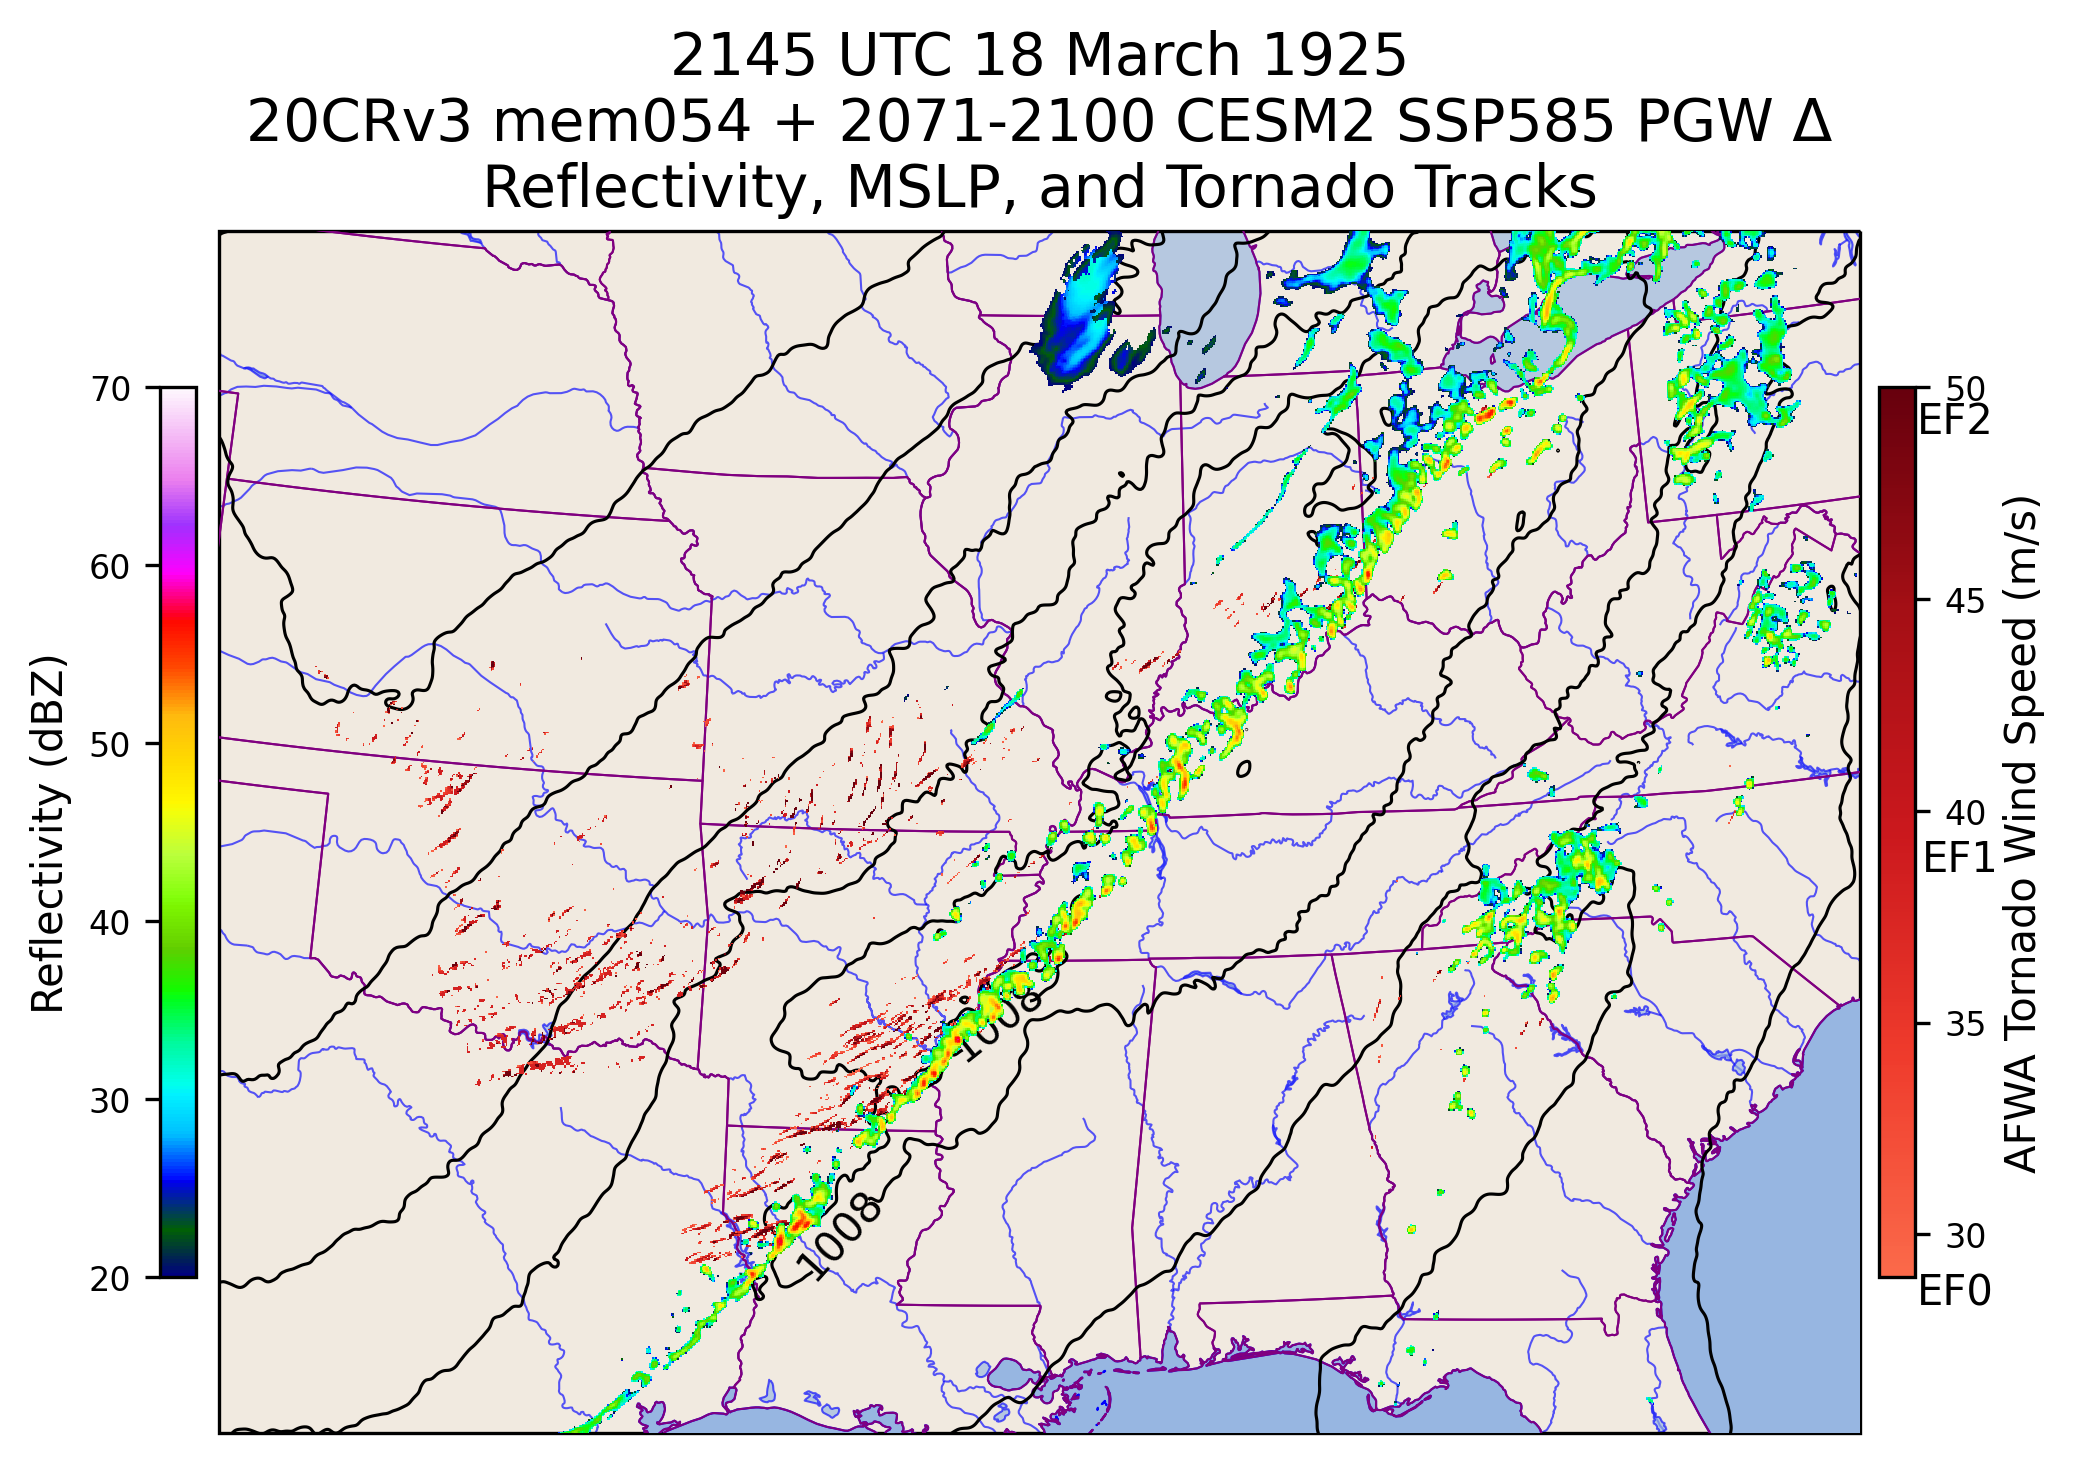 2145 UTC 18 March 1925
20CRv3 mem054 + 2071-2100 CESM2 SSP585 PGW Δ
Reflectivity, MSLP, and Tornado Tracks
70
60
50
40
30
20
Reflectivity (dBZ)
1008
1008
50
EF2
45
40
EF1
35
30
EF0
AFWA Tornado Wind Speed (m/s)